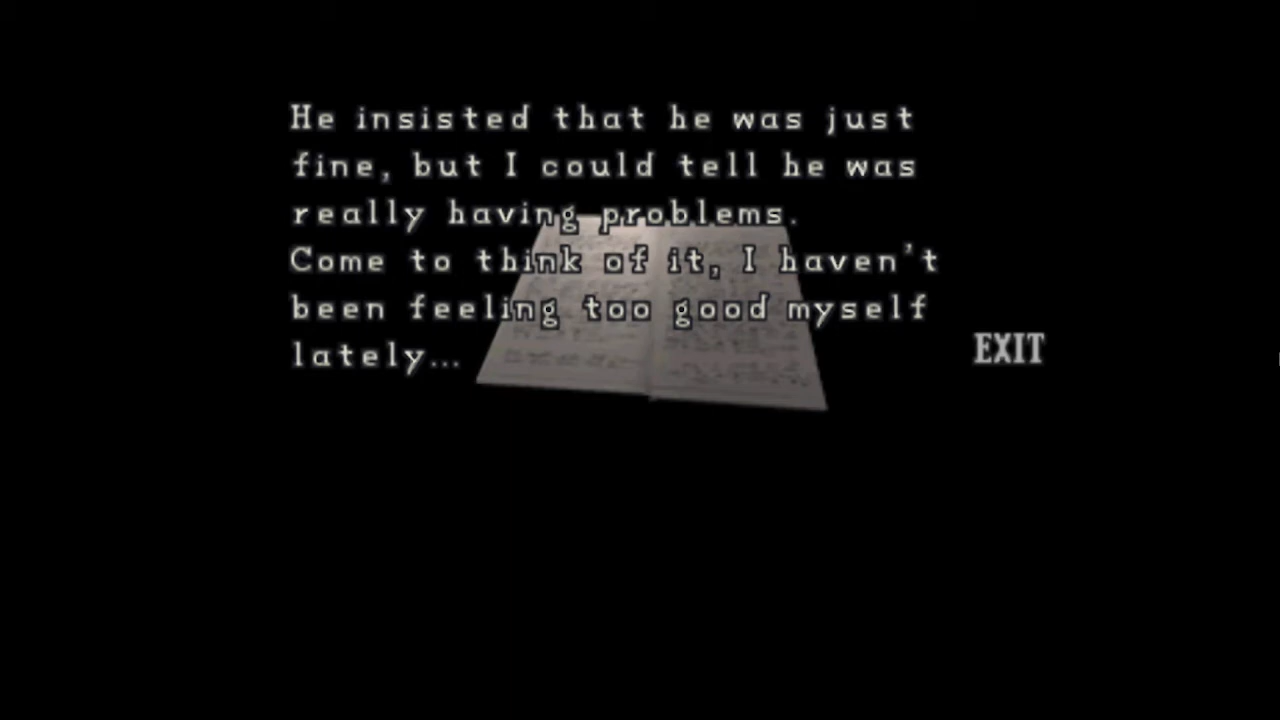 He insisted that he was just
fine, but I could tell he was
really having problems.
Come to think of it, I haven't
been feeling too good myself
lately...
EXIT